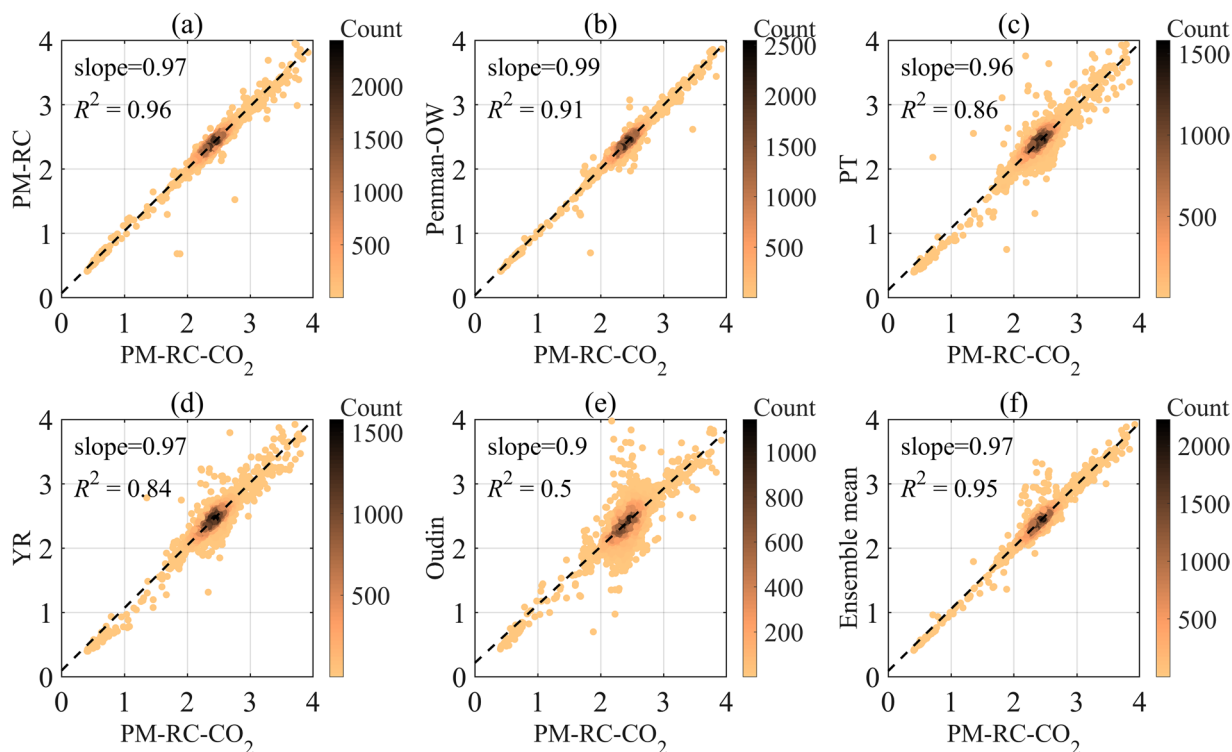 (a)
Count
slope=0.97
R² = 0.96
PM-RC
4
3
2
1
0
0 1 2 3 4
PM-RC-CO₂
2000
1500
1000
500
(b)
Count
slope=0.99
R² = 0.91
Penman-OW
4
3
2
1
0
0 1 2 3 4
PM-RC-CO₂
2500
2000
1500
1000
500
(c)
Count
slope=0.96
R² = 0.86
PT
4
3
2
1
0
0 1 2 3 4
PM-RC-CO₂
1500
1000
500
(d)
Count
slope=0.97
R² = 0.84
YR
4
3
2
1
0
0 1 2 3 4
PM-RC-CO₂
1500
1000
500
(e)
Count
slope=0.9
R² = 0.5
Oudin
4
3
2
1
0
0 1 2 3 4
PM-RC-CO₂
1000
800
600
400
200
(f)
Count
slope=0.97
R² = 0.95
Ensemble mean
4
3
2
1
0
0 1 2 3 4
PM-RC-CO₂
2000
1500
1000
500